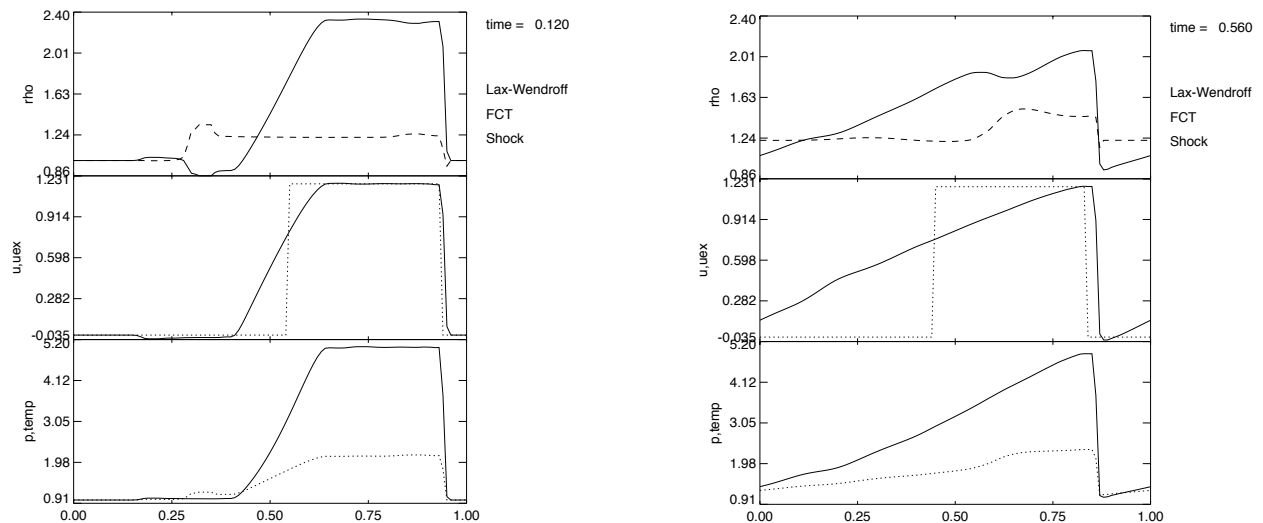 2.40
2.01
1.63
1.24
0.86
rho
time = 0.120
Lax-Wendroff
FCT
Shock
1.231
0.914
0.598
0.282
-0.035
u,uex
5.20
4.12
3.05
1.98
0.91
p,temp
0.00 0.25 0.50 0.75 1.00
2.40
2.01
1.63
1.24
0.86
rho
time = 0.560
Lax-Wendroff
FCT
Shock
1.231
0.914
0.598
0.282
-0.035
u,uex
5.20
4.12
3.05
1.98
0.91
p,temp
0.00 0.25 0.50 0.75 1.00